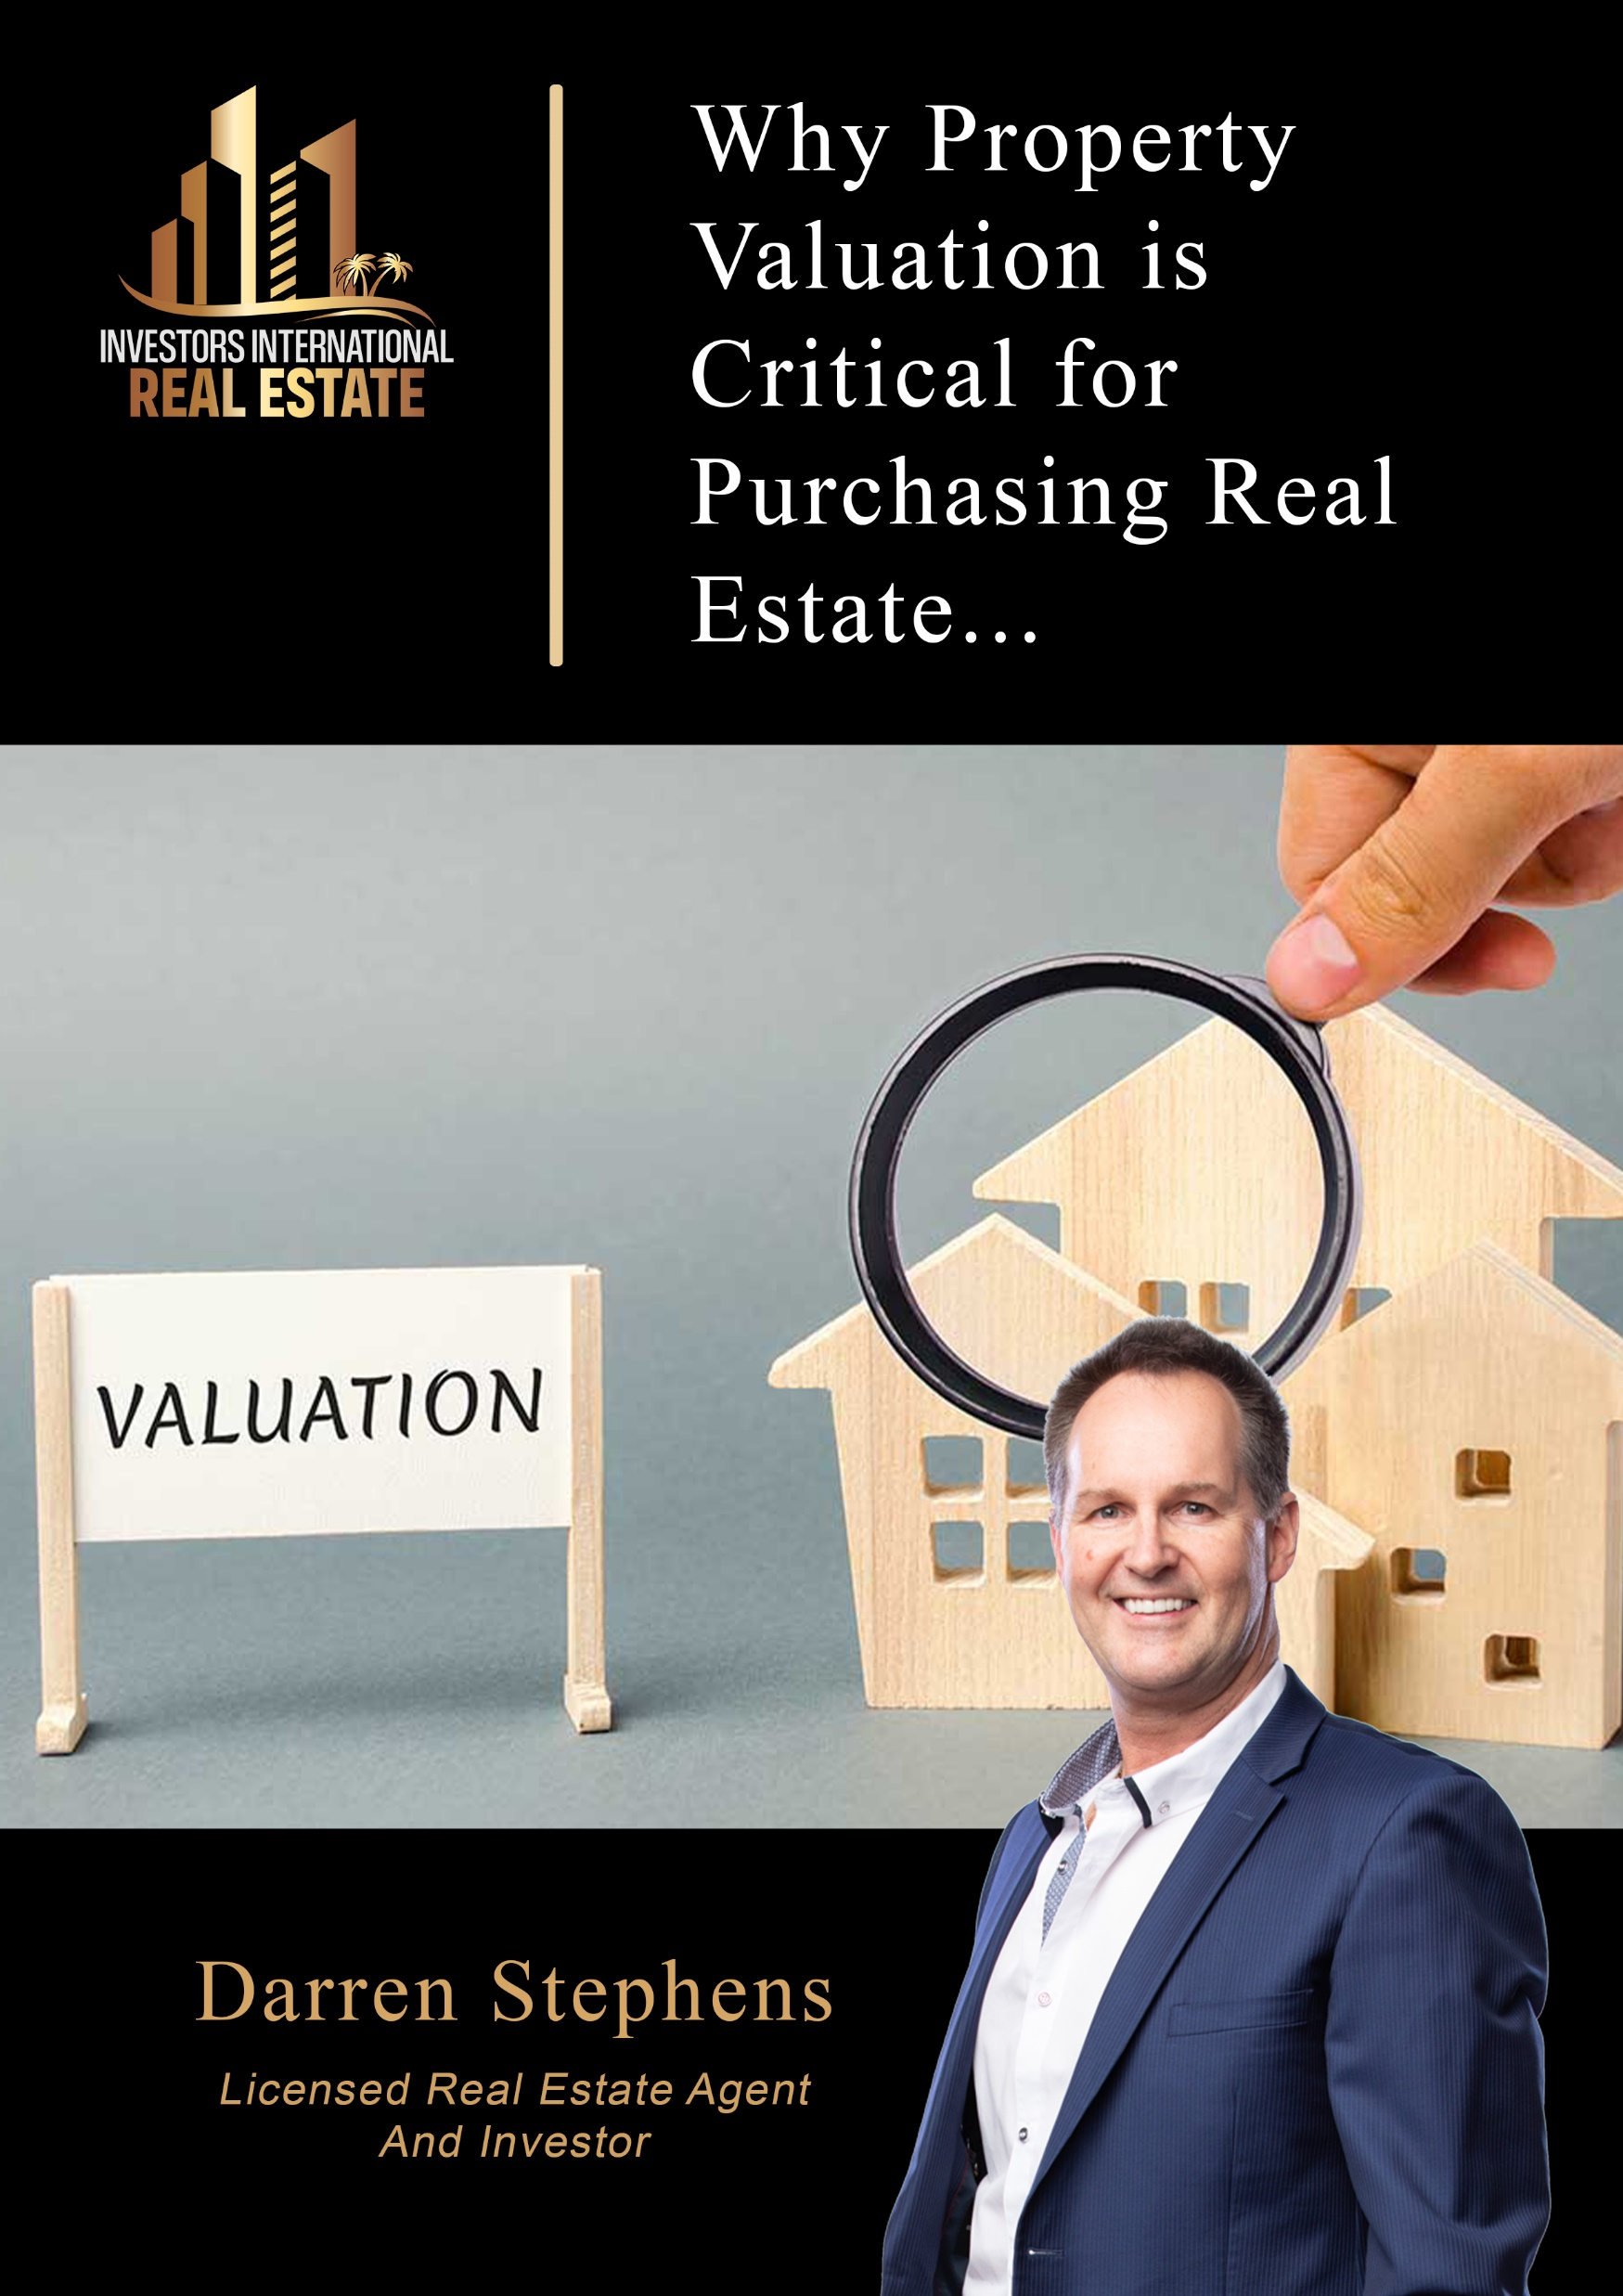 INVESTORS INTERNATIONAL
REAL ESTATE
Why Property
Valuation is
Critical for
Purchasing Real
Estate...
VALUATION
Darren Stephens
Licensed Real Estate Agent
And Investor